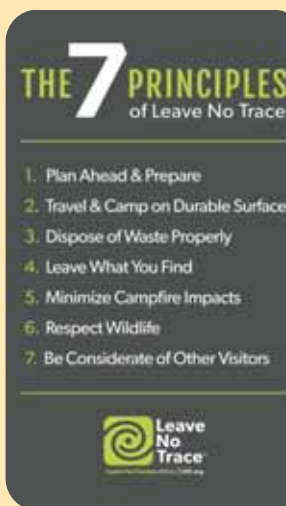 THE 7 PRINCIPLES
of Leave No Trace
1. Plan Ahead & Prepare
2. Travel & Camp on Durable Surface
3. Dispose of Waste Properly
4. Leave What You Find
5. Minimize Campfire Impacts
6. Respect Wildlife
7. Be Considerate of Other Visitors
Leave
No
Trace